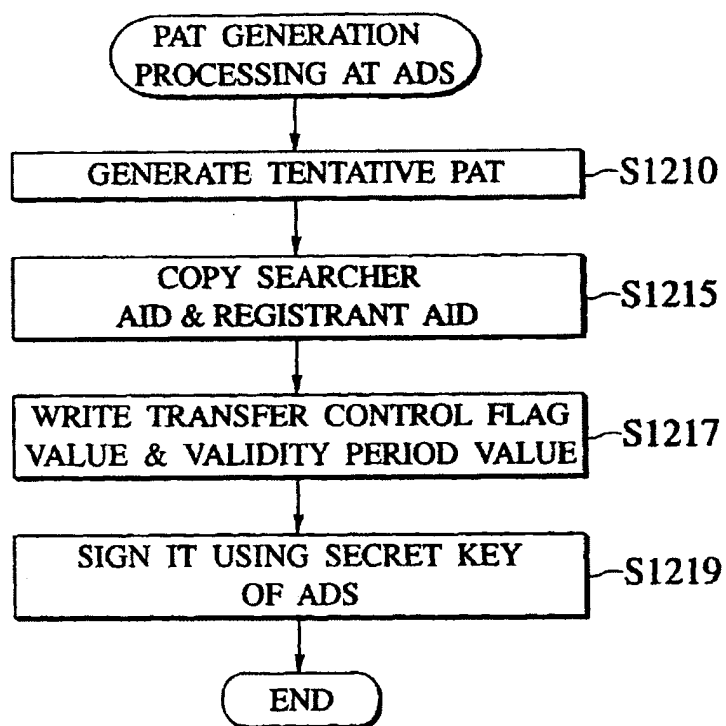 PAT GENERATION
PROCESSING AT ADS
GENERATE TENTATIVE PAT
S1210
COPY SEARCHER
AID & REGISTRANT AID
S1215
WRITE TRANSFER CONTROL FLAG
VALUE & VALIDITY PERIOD VALUE
S1217
SIGN IT USING SECRET KEY
OF ADS
S1219
END